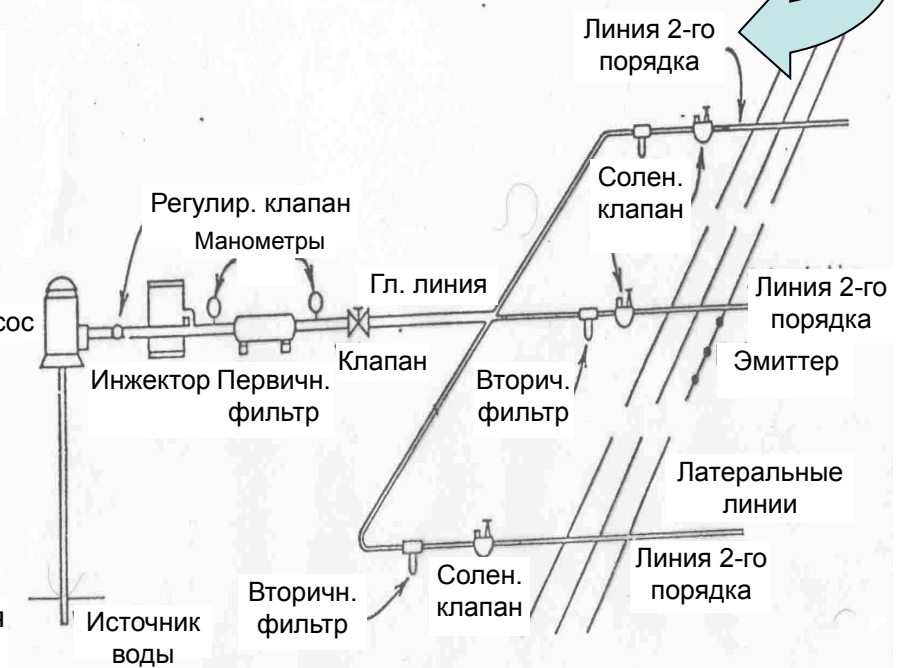 Линия 2-го
порядка
Солен.
клапан
Регулир. клапан
Манометры
Гл. линия
Линия 2-го
порядка
сос
Клапан
Эмиттер
Инжектор Первичн.
фильтр
Вторич.
фильтр
Латеральные
линии
Линия 2-го
порядка
Солен.
клапан
Вторичн.
фильтр
я
Источник
воды